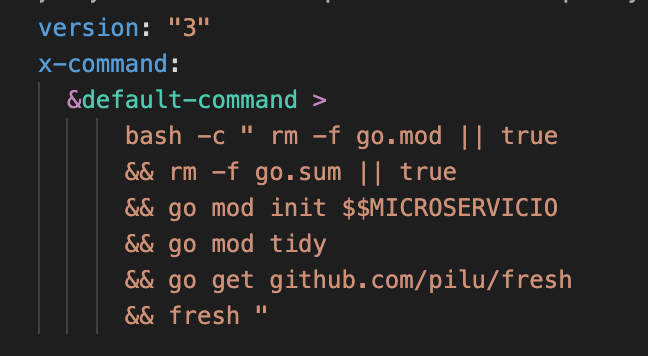 version: "3"
x-command:
&default-command >
bash -c " rm -f go.mod || true
&& rm -f go.sum || true
&& go mod init $$MICROSERVICIO
&& go mod tidy
&& go get github.com/pilu/fresh
&& fresh "